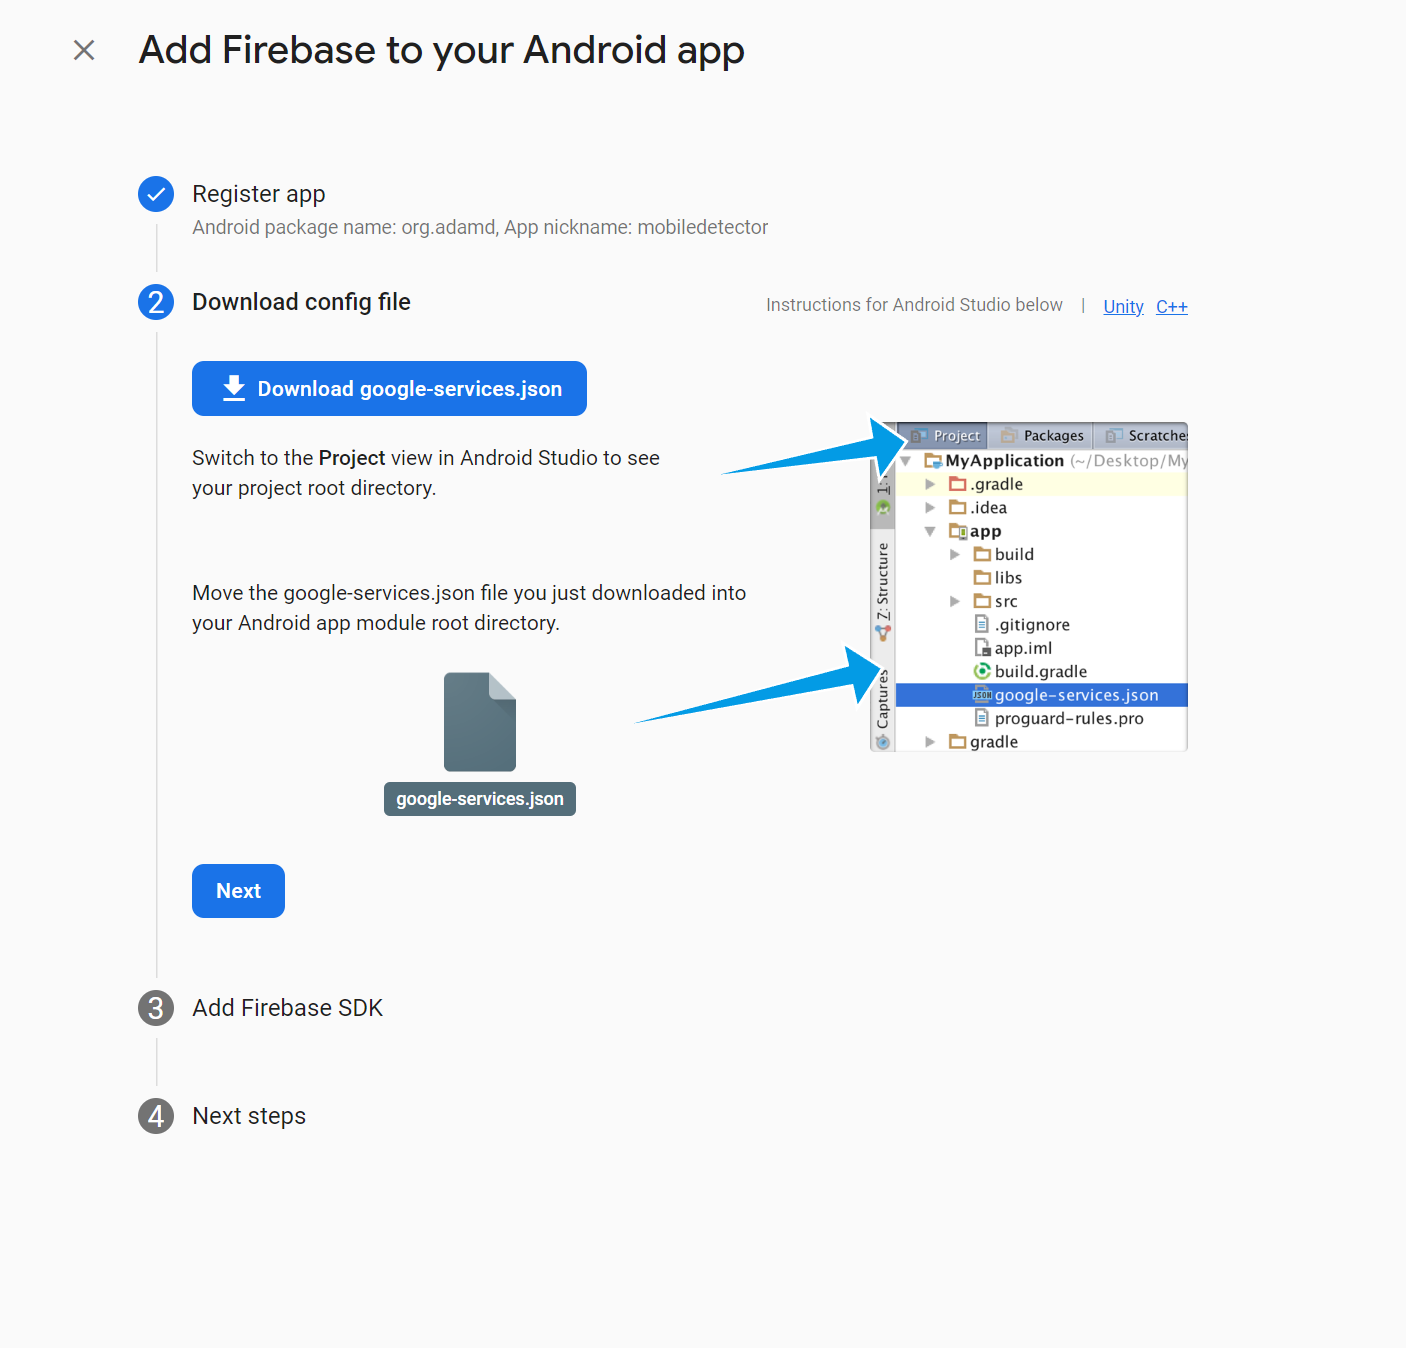 Add Firebase to your Android app
Register app
Android package name: org.adamd, App nickname: mobiledetector
2 Download config file
Instructions for Android Studio below | Unity C++
Download google-services.json
Switch to the Project view in Android Studio to see
your project root directory.
Move the google-services.json file you just downloaded into
your Android app module root directory.
google-services.json
Project Packages Scratches
MyApplication (~/Desktop/My
.gradle
.idea
app
build
libs
src
.gitignore
app.iml
build.gradle
JSON google-services.json
proguard-rules.pro
gradle
1:
7: Structure
Captures
Next
3 Add Firebase SDK
4 Next steps